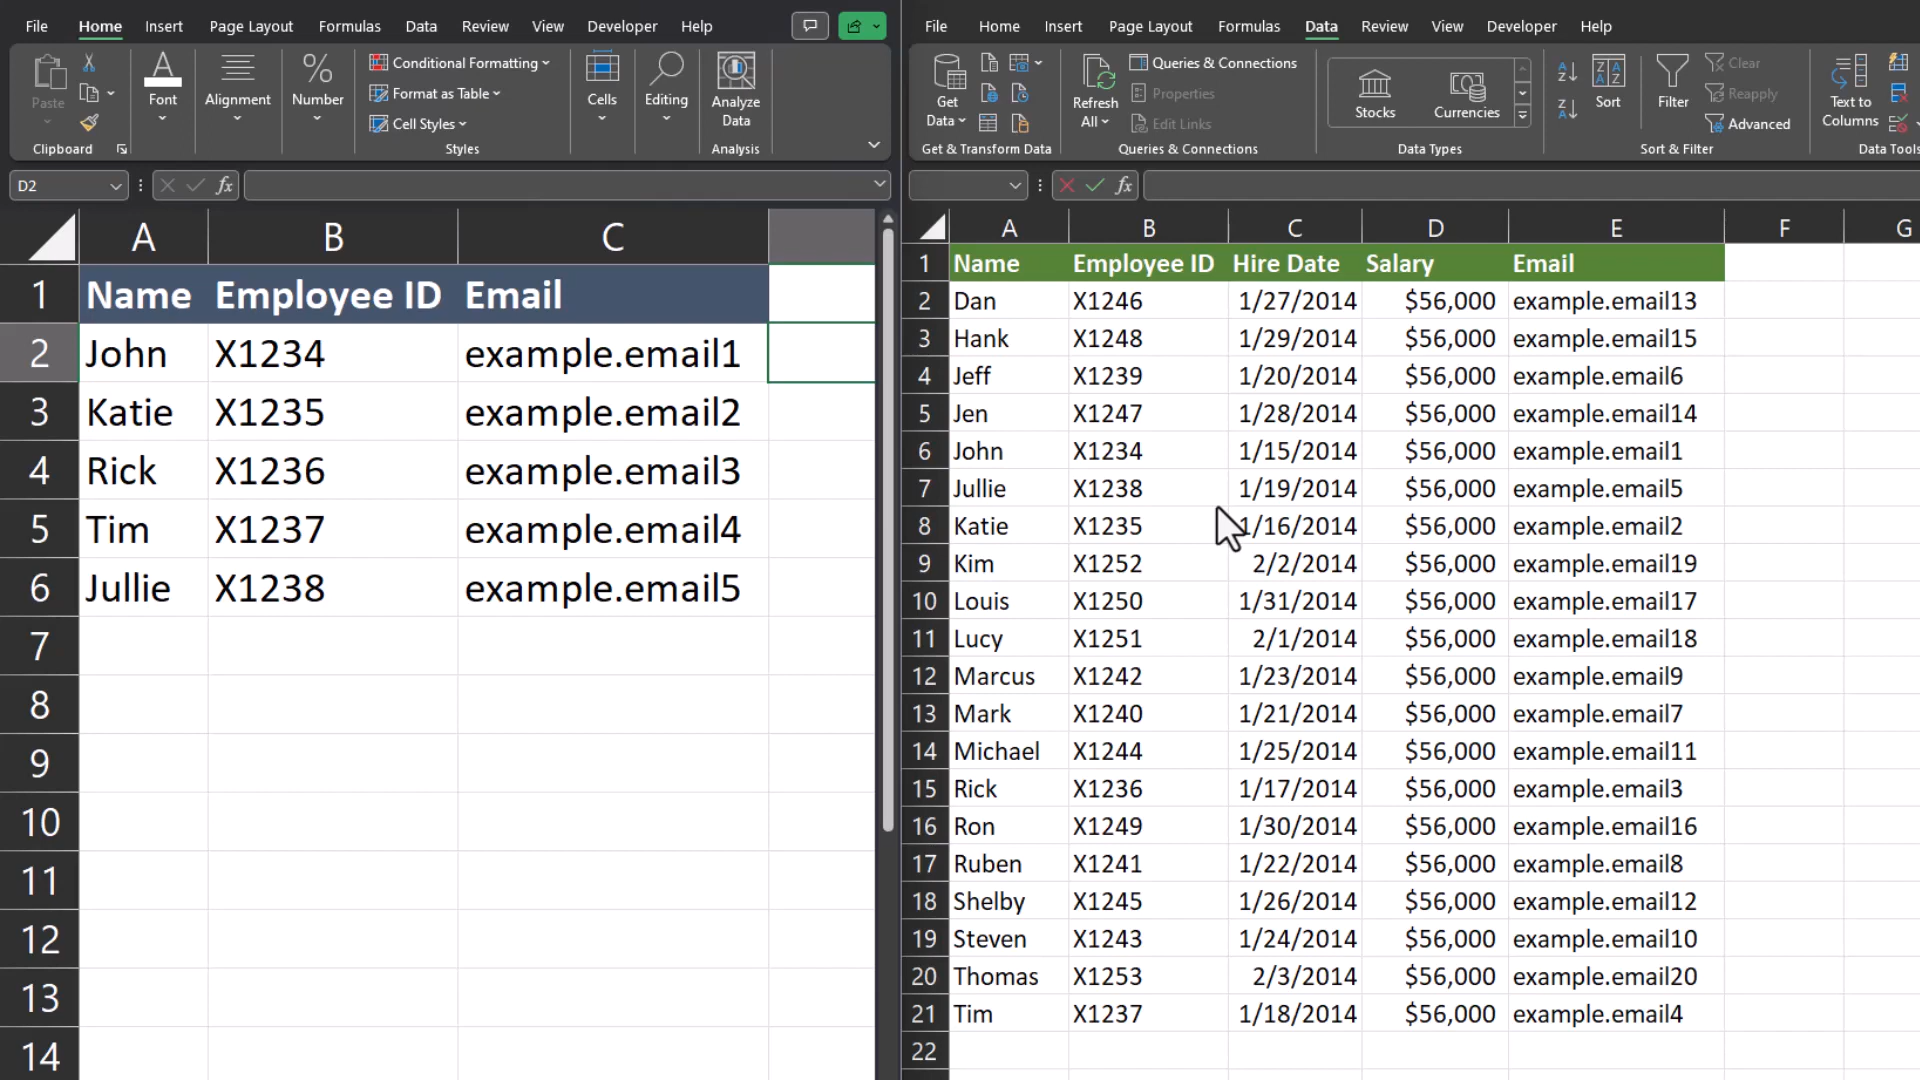 File Home Insert Page Layout Formulas Data Review View Developer Help
Paste
Font
Alignment
Number
Conditional Formatting
Format as Table
Cell Styles
Cells
Editing
Analyze Data
Clipboard
Styles
Analysis
D2
fx
A B C
1 Name Employee ID Email
2 John X1234 example.email1
3 Katie X1235 example.email2
4 Rick X1236 example.email3
5 Tim X1237 example.email4
6 Jullie X1238 example.email5
7
8
9
10
11
12
13
14
File Home Insert Page Layout Formulas Data Review View Developer Help
Get Data
Refresh All
Queries & Connections
Properties
Edit Links
Stocks
Currencies
Sort
Filter
Clear
Reapply
Advanced
Text to Columns
Get & Transform Data
Queries & Connections
Data Types
Sort & Filter
Data Tools
fx
A B C D E F G
1 Name Employee ID Hire Date Salary Email
2 Dan X1246 1/27/2014 $56,000 example.email13
3 Hank X1248 1/29/2014 $56,000 example.email15
4 Jeff X1239 1/20/2014 $56,000 example.email6
5 Jen X1247 1/28/2014 $56,000 example.email14
6 John X1234 1/15/2014 $56,000 example.email1
7 Jullie X1238 1/19/2014 $56,000 example.email5
8 Katie X1235 1/16/2014 $56,000 example.email2
9 Kim X1252 2/2/2014 $56,000 example.email19
10 Louis X1250 1/31/2014 $56,000 example.email17
11 Lucy X1251 2/1/2014 $56,000 example.email18
12 Marcus X1242 1/23/2014 $56,000 example.email9
13 Mark X1240 1/21/2014 $56,000 example.email7
14 Michael X1244 1/25/2014 $56,000 example.email11
15 Rick X1236 1/17/2014 $56,000 example.email3
16 Ron X1249 1/30/2014 $56,000 example.email16
17 Ruben X1241 1/22/2014 $56,000 example.email8
18 Shelby X1245 1/26/2014 $56,000 example.email12
19 Steven X1243 1/24/2014 $56,000 example.email10
20 Thomas X1253 2/3/2014 $56,000 example.email20
21 Tim X1237 1/18/2014 $56,000 example.email4
22